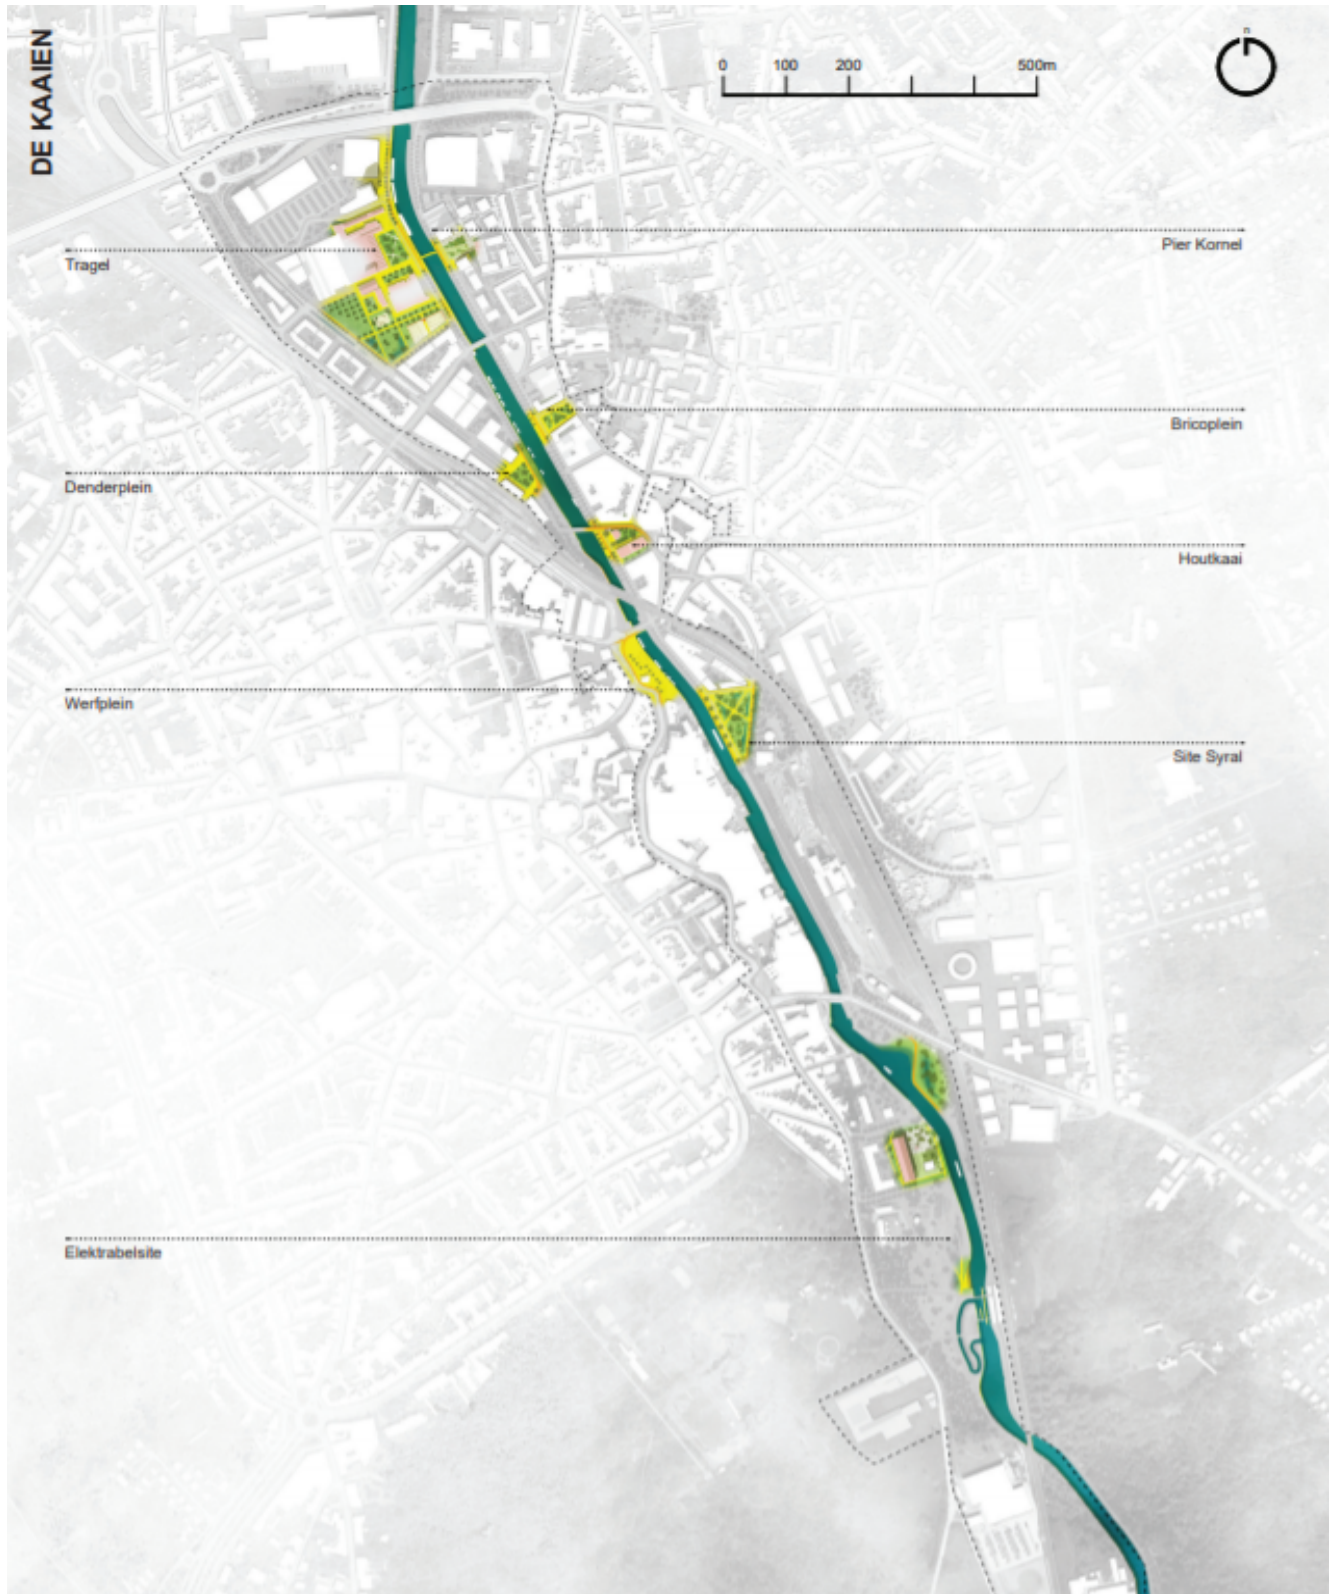 DE KAAIEN
0 100 200 500m
n
Pier Kornel
Tragel
Bricoplein
Denderplein
Houtkaai
Werfplein
Site Syral
Elektrabelsite